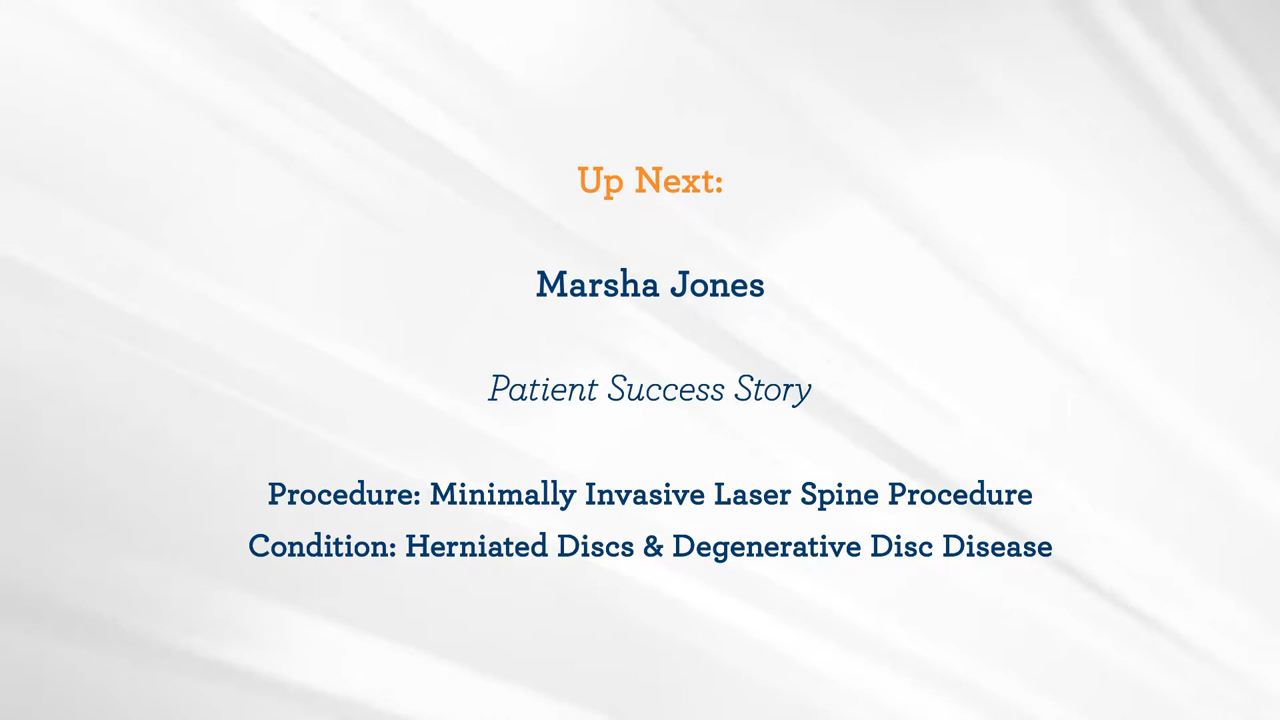 Up Next:
Marsha Jones
Patient Success Story
Procedure: Minimally Invasive Laser Spine Procedure
Condition: Herniated Discs & Degenerative Disc Disease